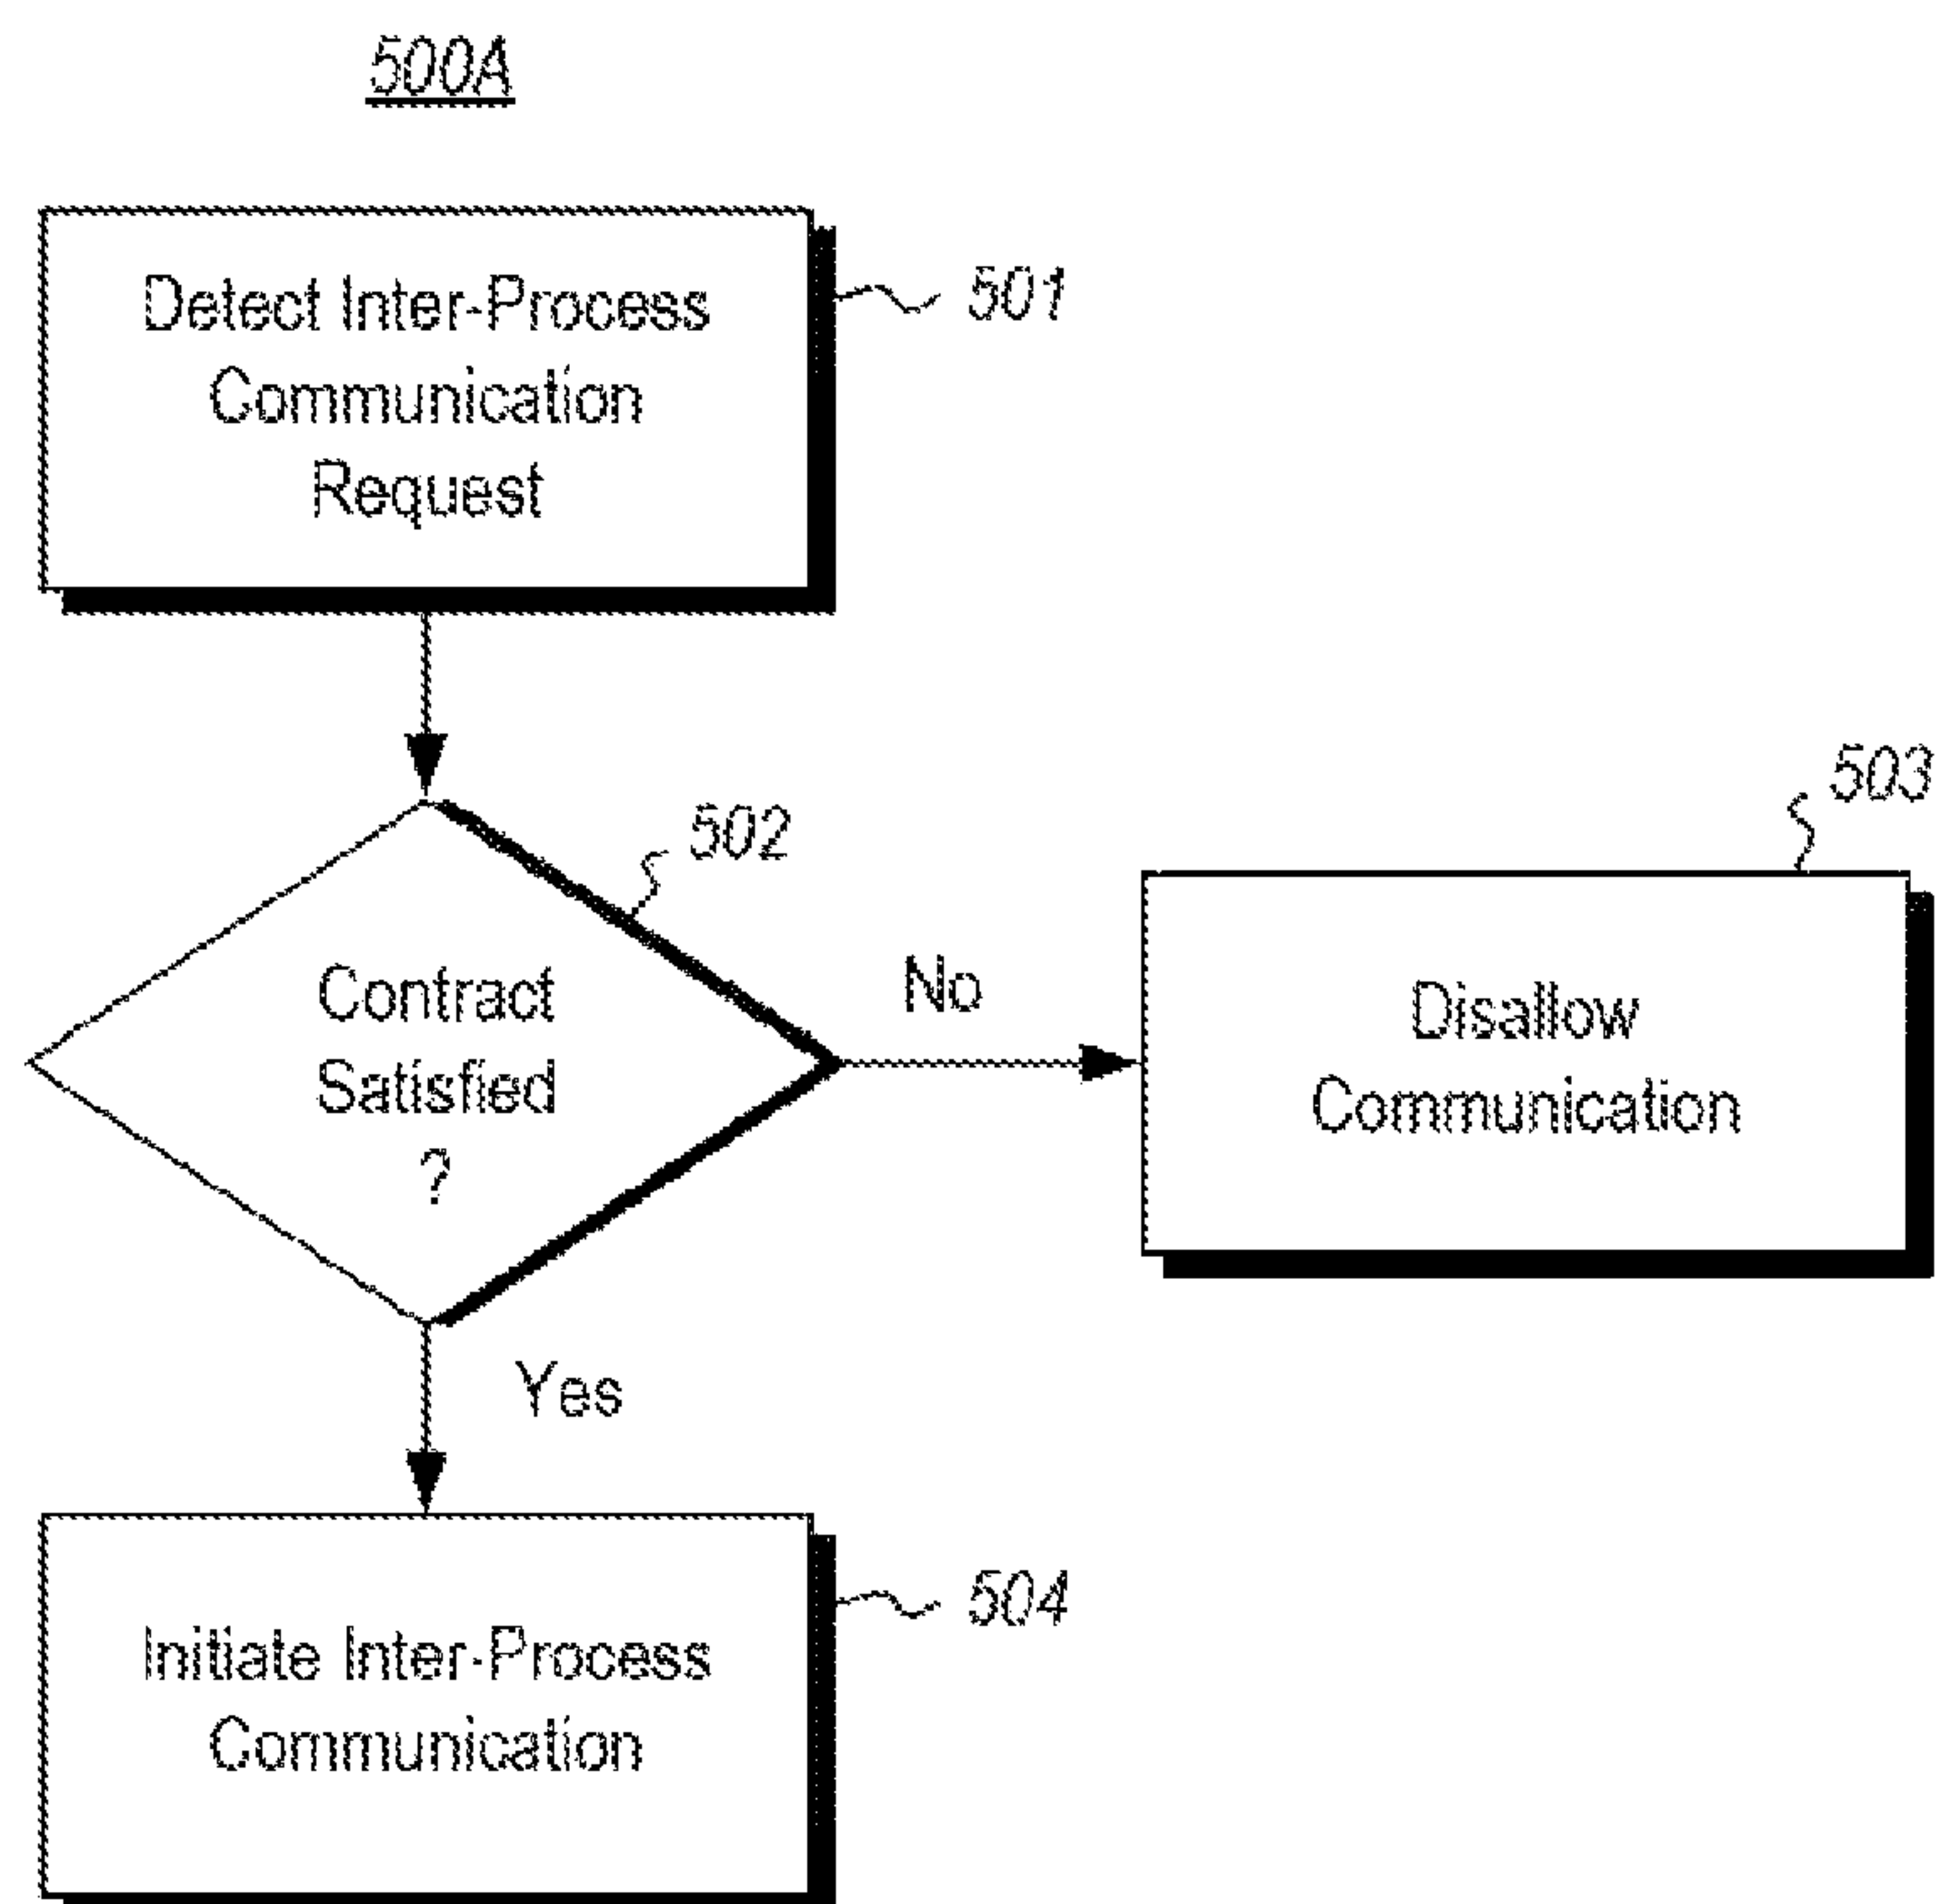 500A
Detect Inter-Process
Communication
Request
501
502
Contract
Satisfied
?
No
503
Disallow
Communication
Yes
Initiate Inter-Process
Communication
504